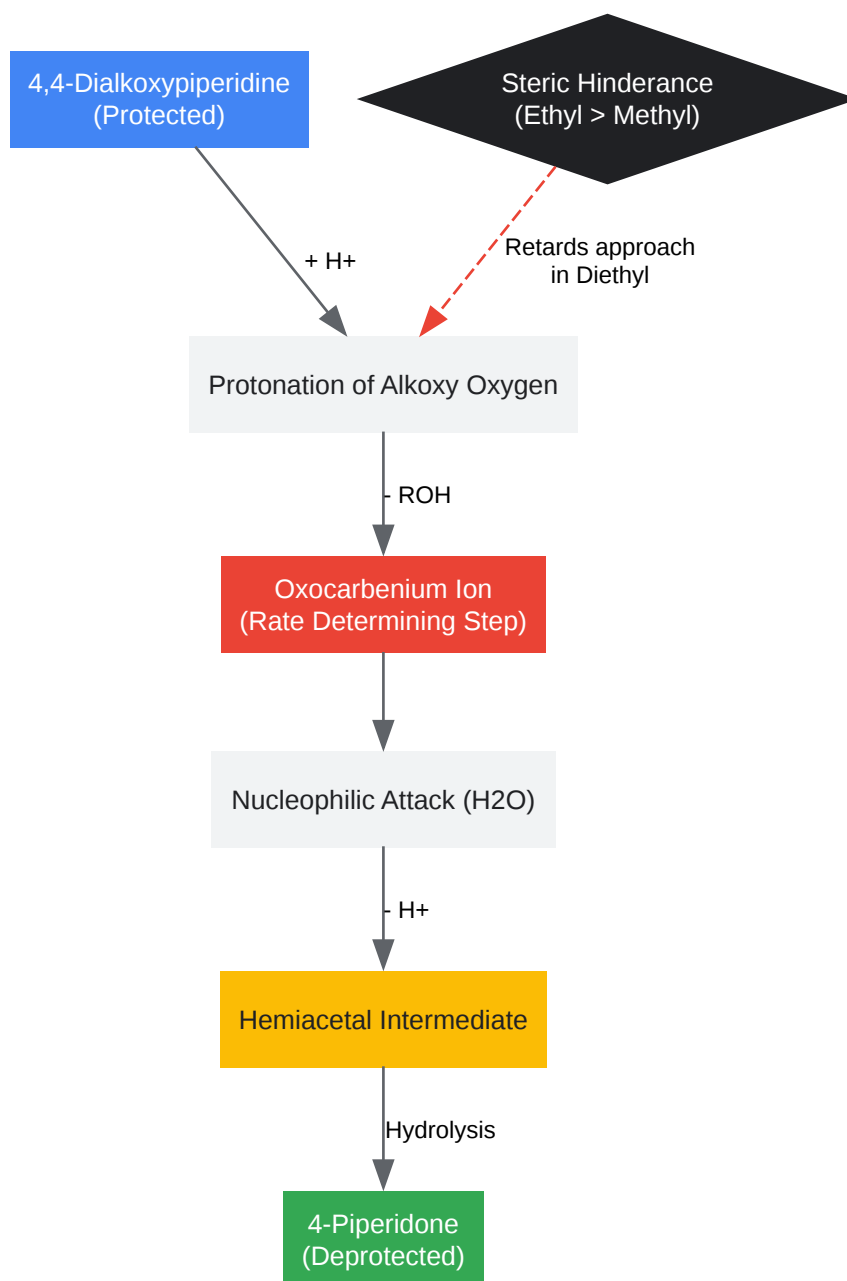 4,4-Dialkoxypiperidine
(Protected)
Steric Hinderance
(Ethyl > Methyl)
+ H+
Retards approach
in Diethyl
Protonation of Alkoxy Oxygen
- ROH
Oxocarbenium Ion
(Rate Determining Step)
Nucleophilic Attack (H2O)
- H+
Hemiacetal Intermediate
Hydrolysis
4-Piperidone
(Deprotected)